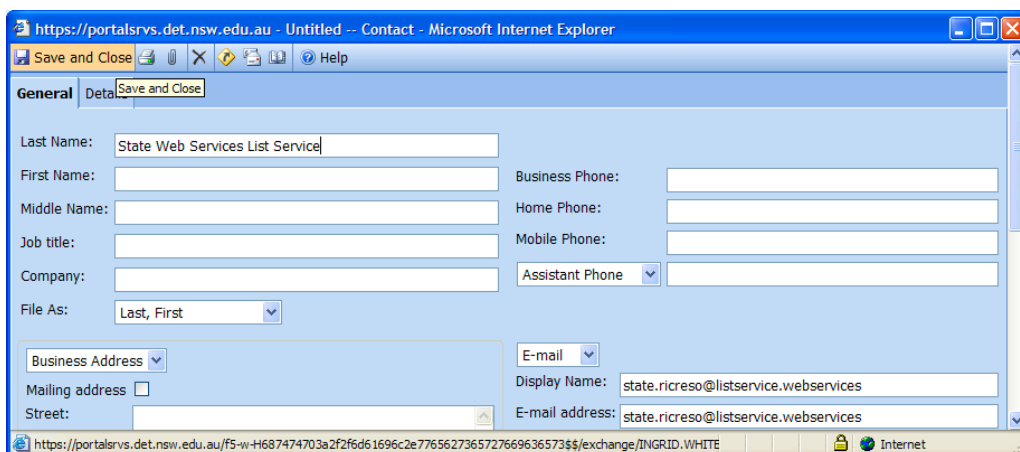 https://portalsrvs.det.nsw.edu.au - Untitled -- Contact - Microsoft Internet Explorer
Save and Close Help
General Details Save and Close
Last Name: State Web Services List Service
First Name: Business Phone:
Middle Name: Home Phone:
Job title: Mobile Phone:
Company: Assistant Phone
File As: Last, First
Business Address E-mail
Mailing address Display Name: state.ricreso@listservice.webservices
Street: E-mail address: state.ricreso@listservice.webservices
https://portalsrvs.det.nsw.edu.au/f5-w-H687474703a2f2f6d61696c2e7765627365727669636573$$/exchange/INGRID.WHITE Internet